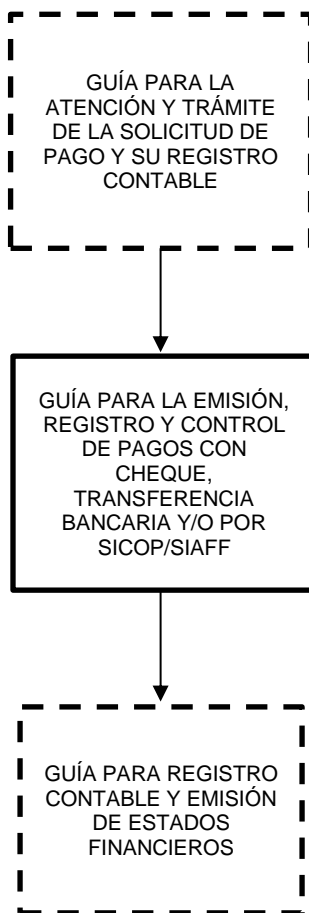 GUÍA PARA LA
ATENCIÓN Y TRÁMITE
DE LA SOLICITUD DE
PAGO Y SU REGISTRO
CONTABLE
GUÍA PARA LA EMISIÓN,
REGISTRO Y CONTROL
DE PAGOS CON
CHEQUE,
TRANSFERENCIA
BANCARIA Y/O POR
SICOP/SIAFF
GUÍA PARA REGISTRO
CONTABLE Y EMISIÓN
DE ESTADOS
FINANCIEROS